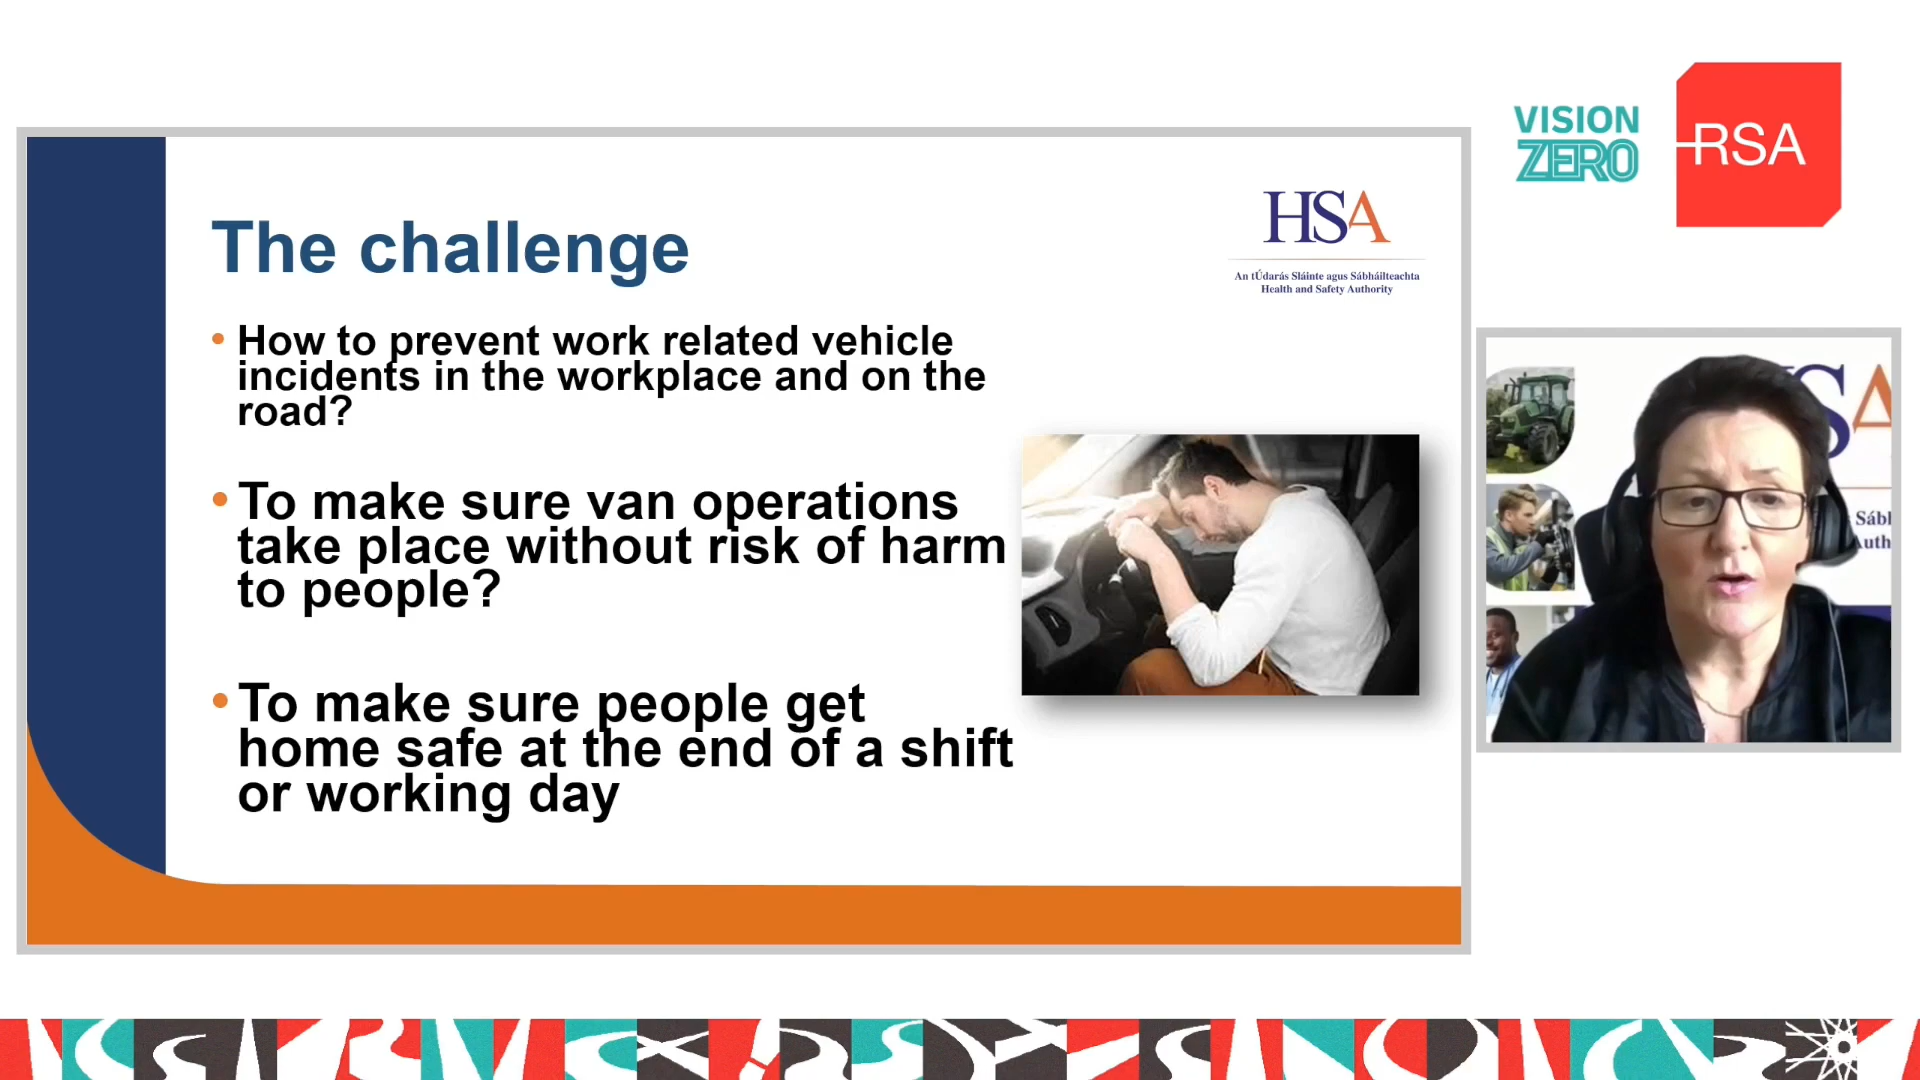 VISION
ZERO
RSA
The challenge
HSA
An tÚdarás Sláinte agus Sábháilteachta
Health and Safety Authority
• How to prevent work related vehicle
incidents in the workplace and on the
road?
• To make sure van operations
take place without risk of harm
to people?
• To make sure people get
home safe at the end of a shift
or working day
SA
Sábl
Auth